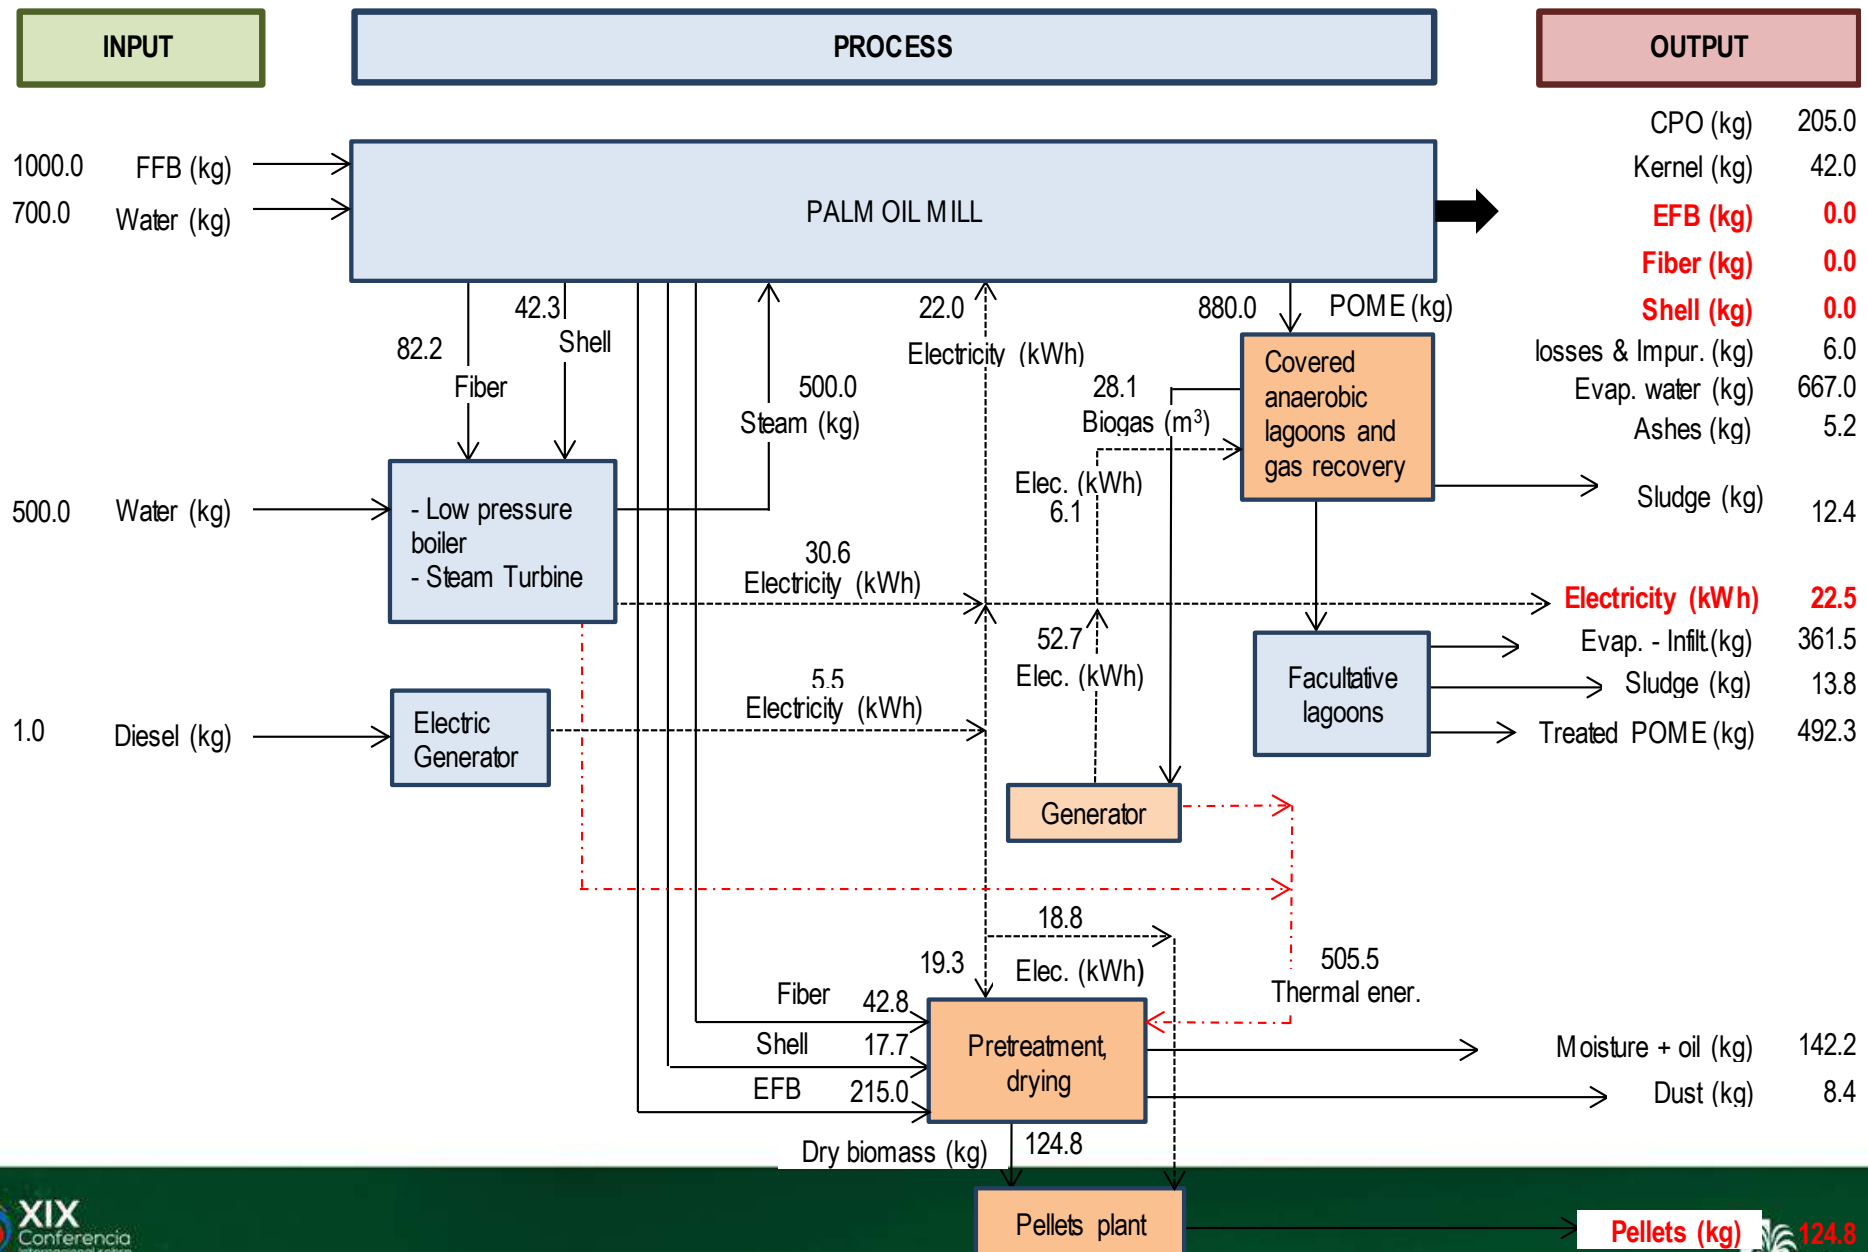 INPUT
PROCESS
OUTPUT
CPO (kg) 205.0
1000.0 FFB (kg)
Kernel (kg) 42.0
700.0 Water (kg)
PALM OIL MILL
EFB (kg) 0.0
Fiber (kg) 0.0
Shell (kg) 0.0
82.2
Fiber
42.3
Shell
500.0
Steam (kg)
22.0
Electricity (kWh)
880.0 POME (kg)
losses & Impur. (kg) 6.0
Evap. water (kg) 667.0
Ashes (kg) 5.2
28.1
Biogas (m³)
Covered
anaerobic
lagoons and
gas recovery
Elec. (kWh)
6.1
Sludge (kg) 12.4
500.0 Water (kg)
- Low pressure
boiler
- Steam Turbine
30.6
Electricity (kWh)
Electricity (kWh) 22.5
52.7
Elec. (kWh)
Facultative
lagoons
Evap. - Infilt.(kg) 361.5
Sludge (kg) 13.8
Treated POME (kg) 492.3
1.0 Diesel (kg)
Electric
Generator
5.5
Electricity (kWh)
Generator
18.8
Elec. (kWh)
19.3
505.5
Thermal ener.
Fiber 42.8
Shell 17.7
EFB 215.0
Pretreatment,
drying
Moisture + oil (kg) 142.2
Dust (kg) 8.4
Dry biomass (kg) 124.8
Pellets plant
Pellets (kg) 124.8
XIX
Conferencia
Internacional sobre